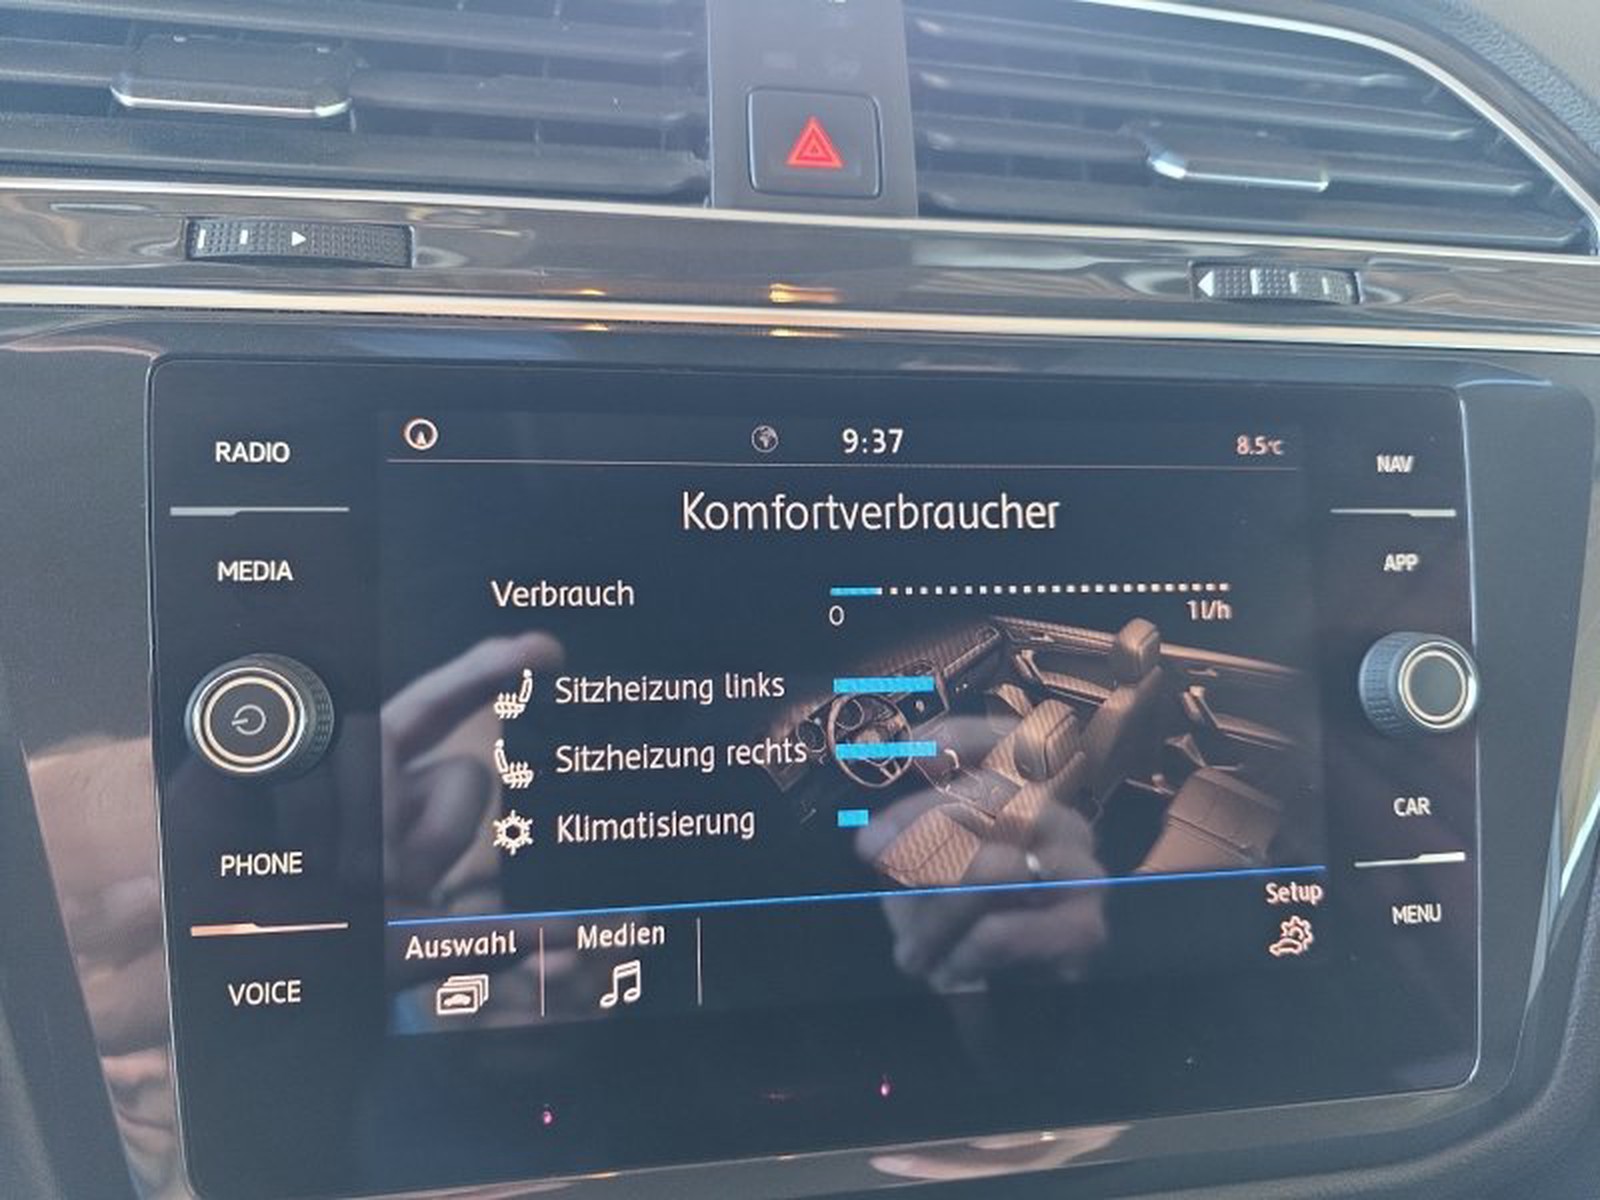 RADIO
MEDIA
PHONE
VOICE
9:37
8.5°C
Komfortverbraucher
Verbrauch
0
1l/h
Sitzheizung links
Sitzheizung rechts
Klimatisierung
Auswahl
Medien
Setup
NAV
APP
CAR
MENU